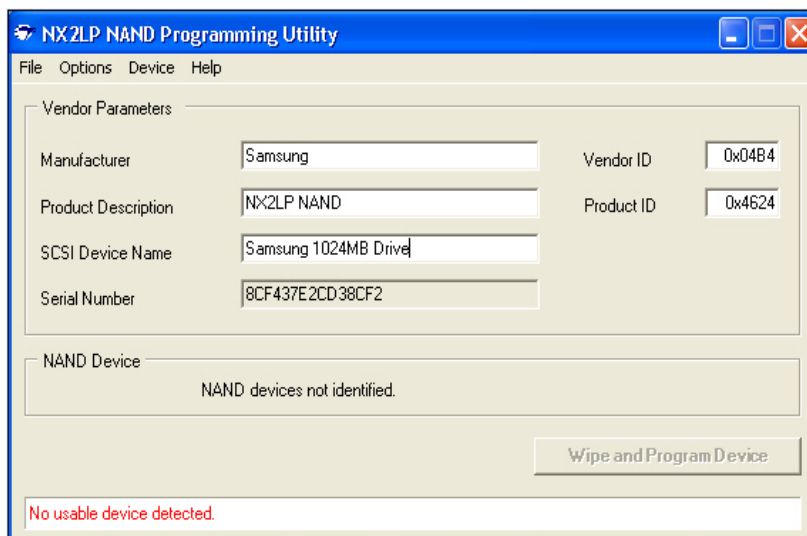 NX2LP NAND Programming Utility
File Options Device Help
Vendor Parameters
Manufacturer Samsung Vendor ID 0x04B4
Product Description NX2LP NAND Product ID 0x4624
SCSI Device Name Samsung 1024MB Drive
Serial Number 8CF437E2CD38CF2
NAND Device
NAND devices not identified.
Wipe and Program Device
No usable device detected.